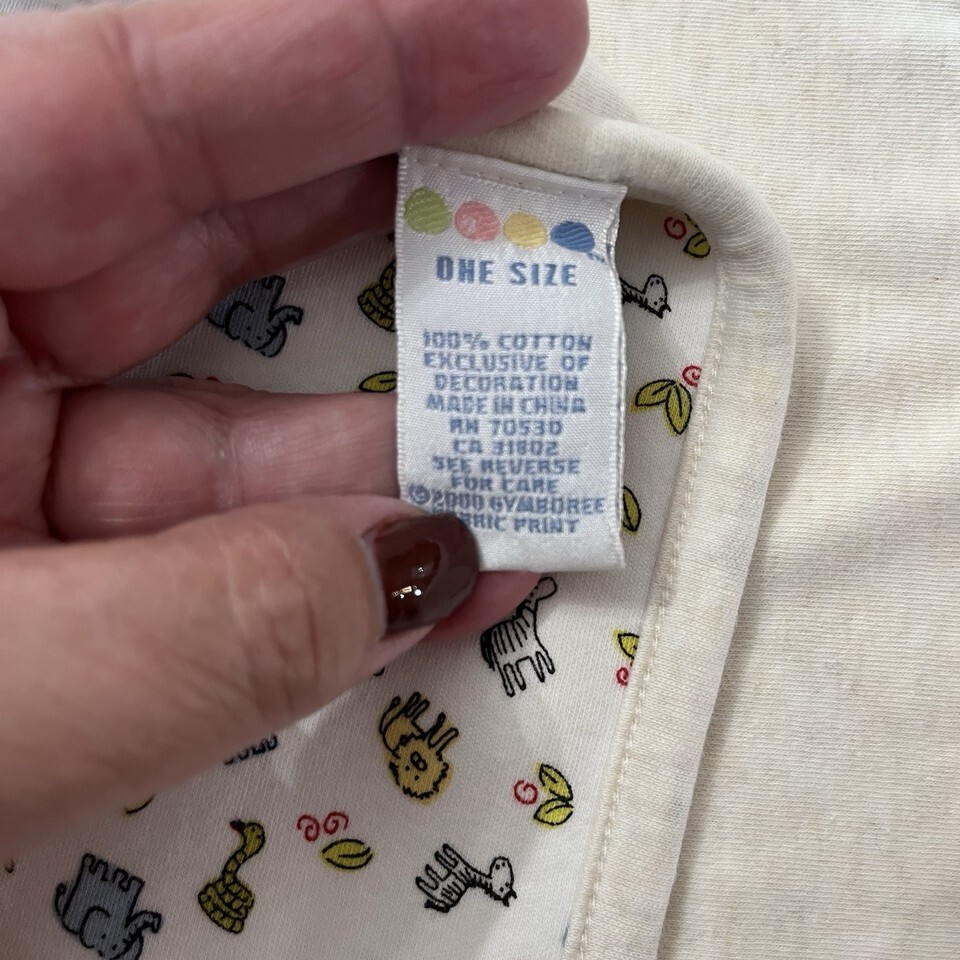 ONE SIZE
100% COTTON
EXCLUSIVE OF
DECORATION
MADE IN CHINA
RN 70530
CA 31802
SEE REVERSE
FOR CARE
©2000 GYMBOREE
PRINT